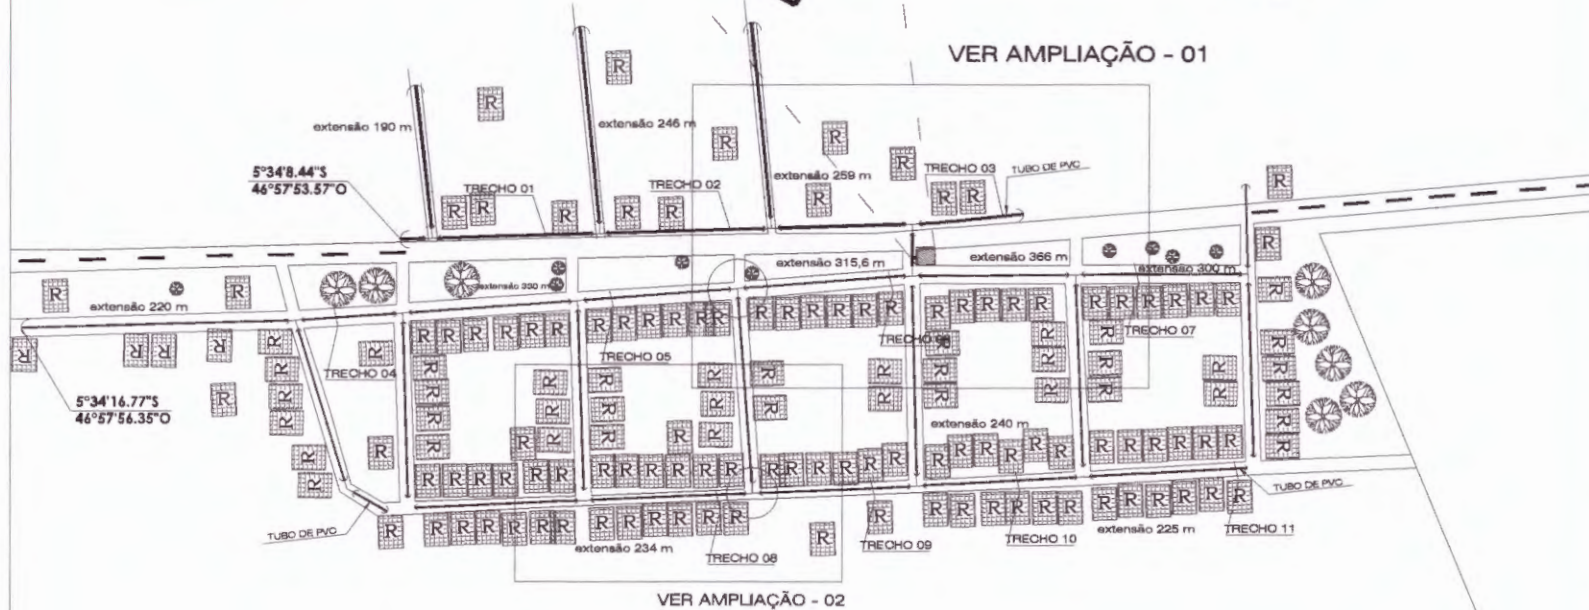 VER AMPLIAÇÃO - 01
extensão 190 m
extensão 246 m
5°34'8.44"S
46°57'53.57"O
TRECHO 01
TRECHO 02
extensão 259 m
TRECHO 03
TUBO DE PVC
extensão 220 m
extensão 315,6 m
extensão 366 m
extensão 300 m
TRECHO 04
TRECHO 05
TRECHO 07
5°34'16.77"S
46°57'56.35"O
extensão 240 m
TUBO DE PVC
TUBO DE PVC
extensão 234 m
TRECHO 08
TRECHO 09
TRECHO 10
extensão 225 m
TRECHO 11
VER AMPLIAÇÃO - 02